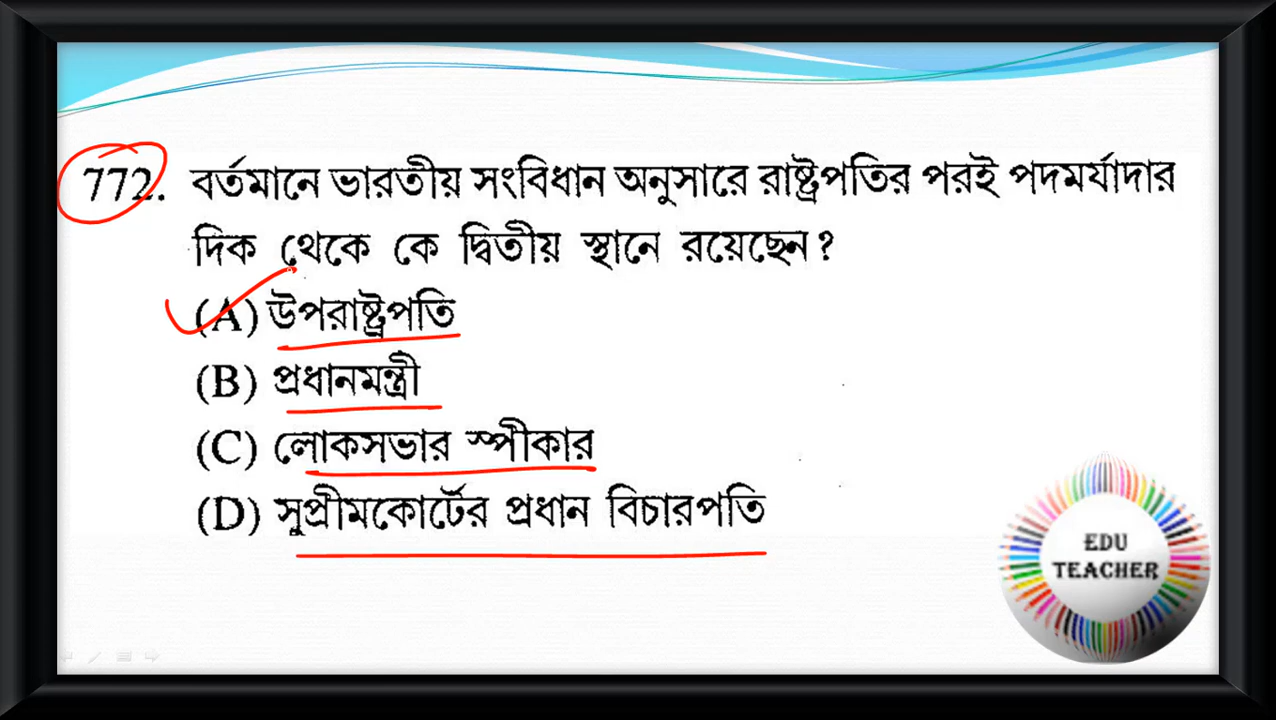 772. বর্তমানে ভারতীয় সংবিধান অনুসারে রাষ্ট্রপতির পরই পদমর্যাদার
দিক থেকে কে দ্বিতীয় স্থানে রয়েছেন?
(A) উপরাষ্ট্রপতি
(B) প্রধানমন্ত্রী
(C) লোকসভার স্পীকার
(D) সুপ্রীমকোর্টের প্রধান বিচারপতি
EDU
TEACHER